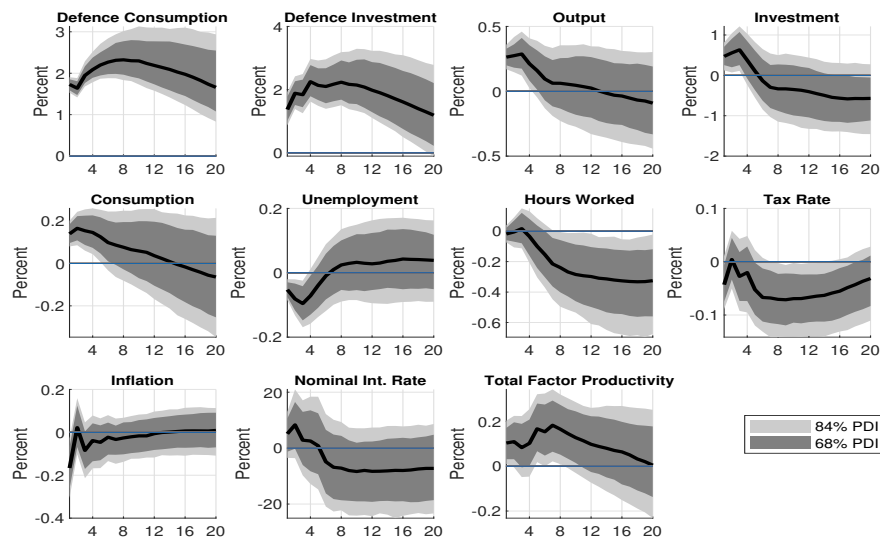 Defence Consumption
Defence Investment
Output
Investment
Percent
3
2
1
0
4 8 12 16 20
Percent
4
2
0
4 8 12 16 20
Percent
0.5
0
-0.5
4 8 12 16 20
Percent
1
0
-1
-2
4 8 12 16 20
Consumption
Unemployment
Hours Worked
Tax Rate
Percent
0.2
0
-0.2
4 8 12 16 20
Percent
0.2
0
-0.2
4 8 12 16 20
Percent
0
-0.2
-0.4
-0.6
4 8 12 16 20
Percent
0.1
0
-0.1
4 8 12 16 20
Inflation
Nominal Int. Rate
Total Factor Productivity
Percent
0.2
0
-0.2
-0.4
4 8 12 16 20
Percent
20
0
-20
4 8 12 16 20
Percent
0.2
0
-0.2
4 8 12 16 20
84% PDI
68% PDI